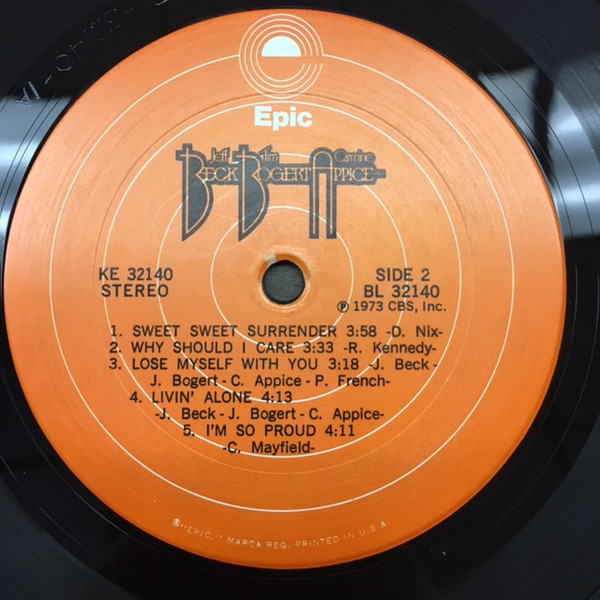 Epic
Jeff Tim Carmine
BECK BOGERT APPICE
KE 32140
STEREO
SIDE 2
BL 32140
℗ 1973 CBS, Inc.
1. SWEET SWEET SURRENDER 3:58 -D. Nix-
2. WHY SHOULD I CARE 3:33 -R. Kennedy-
3. LOSE MYSELF WITH YOU 3:18 -J. Beck -
J. Bogert - C. Appice - P. French-
4. LIVIN' ALONE 4:13
-J. Beck - J. Bogert - C. Appice-
5. I'M SO PROUD 4:11
-C. Mayfield-
®"EPIC," MARCA REG. PRINTED IN U.S.A.